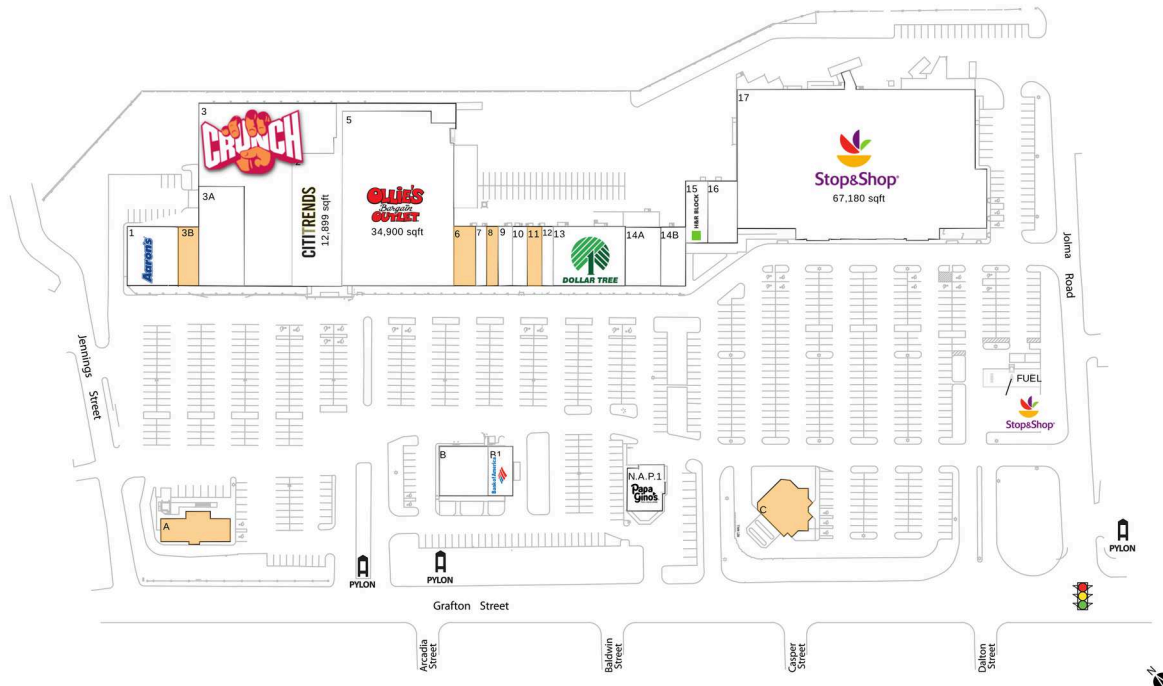 17
3
CRUNCH
5
Stop&Shop®
67,180 sqft
3A
CITITRENDS
12,899 sqft
OLLIE'S
Bargain
OUTLET
34,900 sqft
15
16
H&R BLOCK
1
Aaron's
3B
6
7
8
9
10
11
12
13
DOLLAR TREE
14A
14B
Jolma
Road
Jennings
Street
FUEL
Stop&Shop®
B
B1
Bank of America
N.A.P.1
Papa
Gino's
C
A
PYLON
PYLON
PYLON
Grafton Street
Arcadia
Street
Baldwin
Street
Casper
Street
Dalton
Street
N